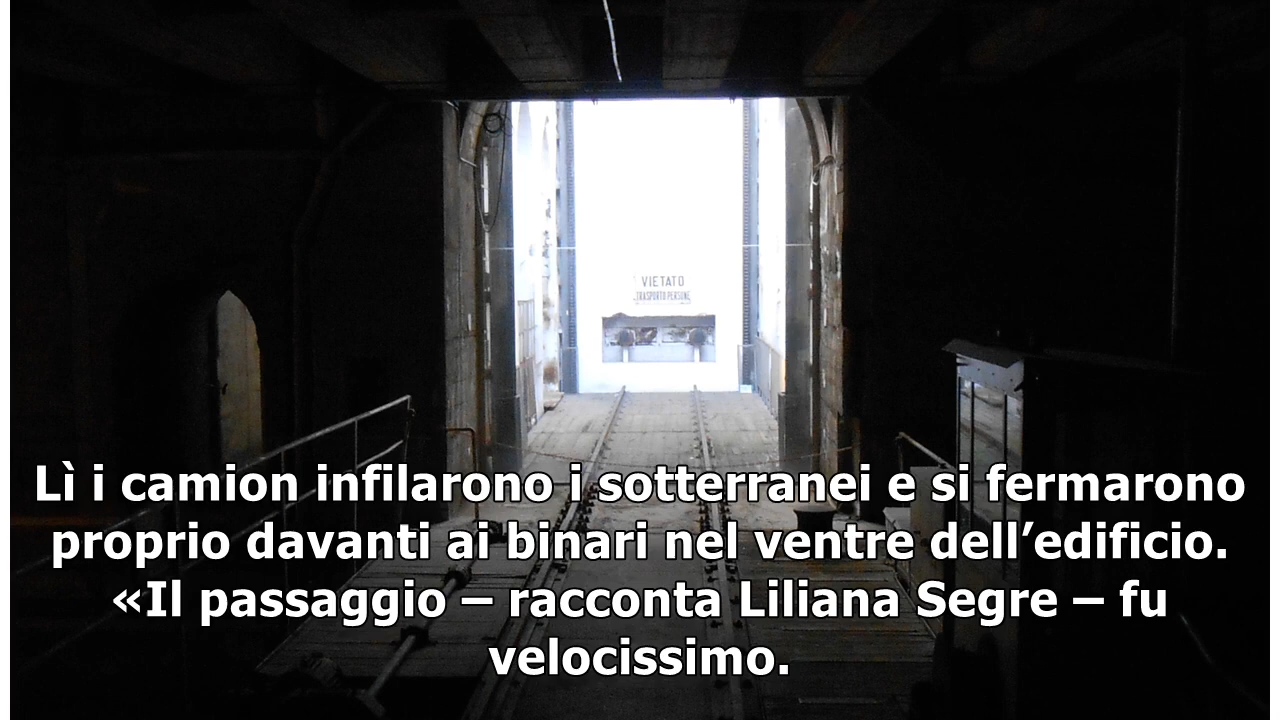 VIETATO
TRASPORTO PERSONE
Lì i camion infilarono i sotterranei e si fermarono
proprio davanti ai binari nel ventre dell’edificio.
«Il passaggio – racconta Liliana Segre – fu
velocissimo.